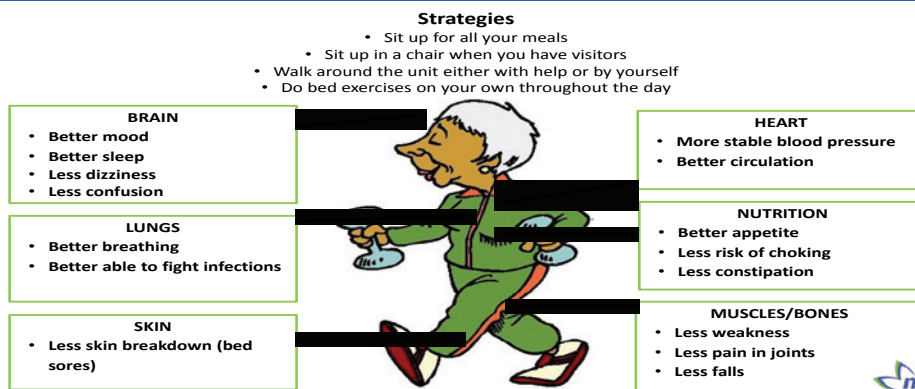 Strategies
• Sit up for all your meals
• Sit up in a chair when you have visitors
• Walk around the unit either with help or by yourself
• Do bed exercises on your own throughout the day
BRAIN
• Better mood
• Better sleep
• Less dizziness
• Less confusion
LUNGS
• Better breathing
• Better able to fight infections
SKIN
• Less skin breakdown (bed
sores)
HEART
• More stable blood pressure
• Better circulation
NUTRITION
• Better appetite
• Less risk of choking
• Less constipation
MUSCLES/BONES
• Less weakness
• Less pain in joints
• Less falls